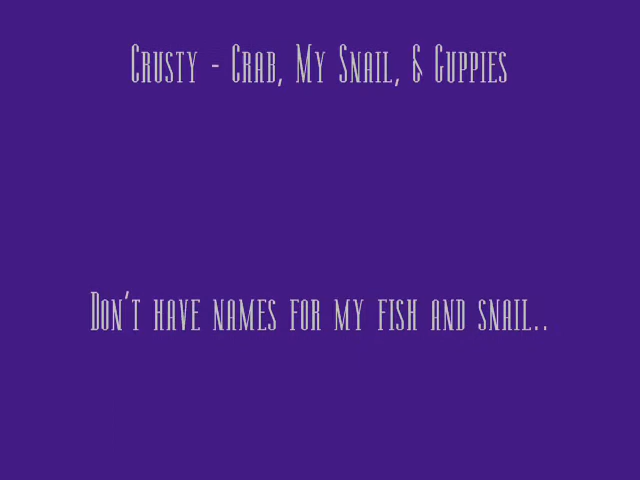 Crusty - Crab, My Snail, & Guppies
Don't have names for my fish and snail..